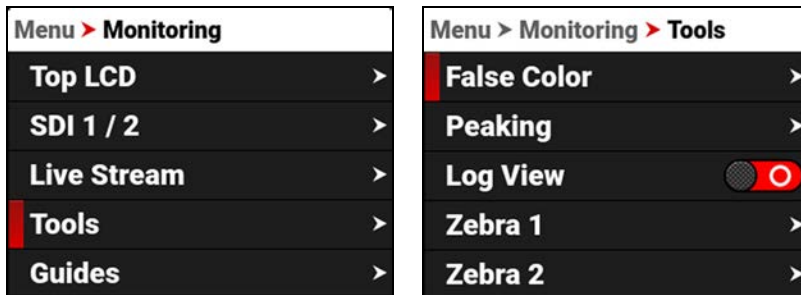 Menu > Monitoring
Top LCD
SDI 1 / 2
Live Stream
Tools
Guides
Menu > Monitoring > Tools
False Color
Peaking
Log View
Zebra 1
Zebra 2